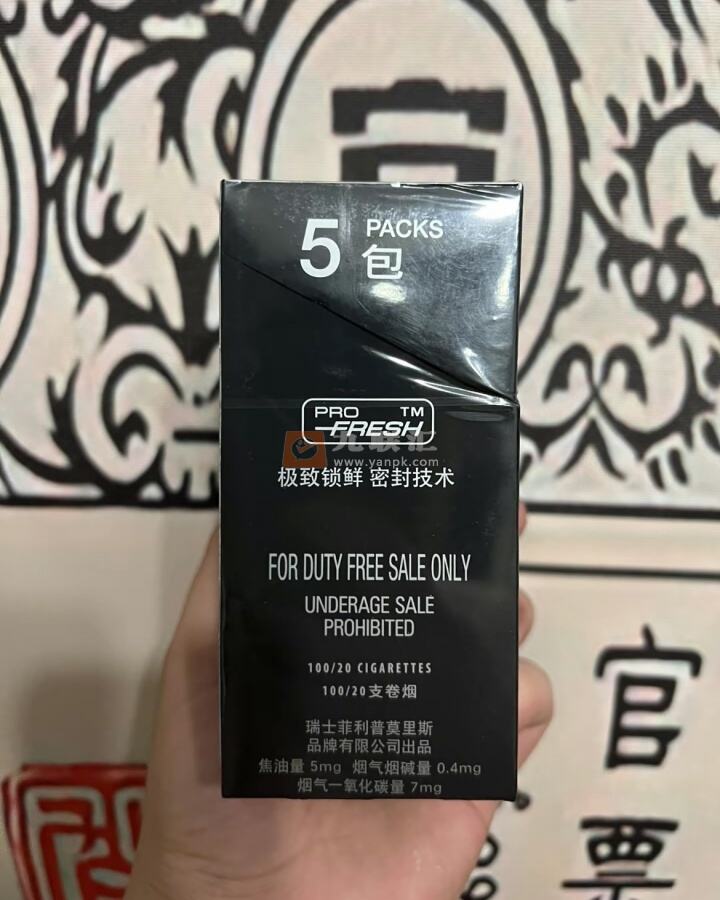 5 PACKS
包
PRO TM
FRESH
www.yanpk.com
极致锁鲜 密封技术
FOR DUTY FREE SALE ONLY
UNDERAGE SALE
PROHIBITED
100/20 CIGARETTES
100/20支卷烟
瑞士菲利普莫里斯
品牌有限公司出品
焦油量 5mg 烟气烟碱量 0.4mg
烟气一氧化碳量 7mg
官
票